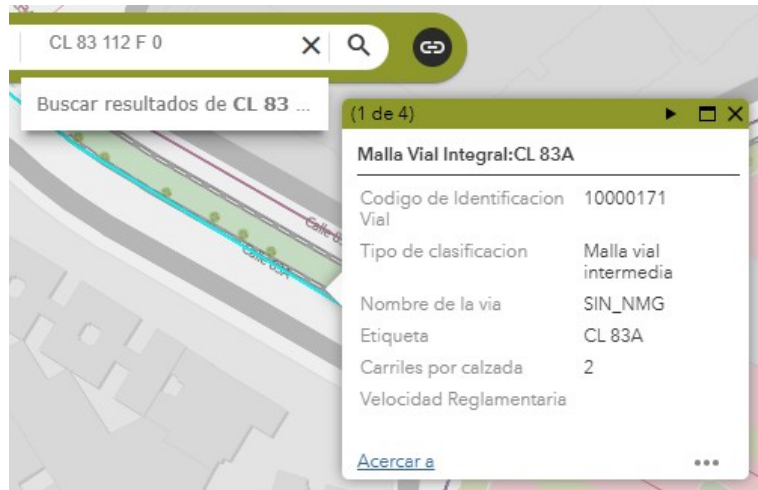 CL 83 112 F 0
Buscar resultados de CL 83 ...
(1 de 4)
Malla Vial Integral:CL 83A
Codigo de Identificacion Vial 10000171
Tipo de clasificacion Malla vial intermedia
Nombre de la via SIN_NMG
Etiqueta CL 83A
Carriles por calzada 2
Velocidad Reglamentaria
Acercar a
Calle 8
Calle 83A